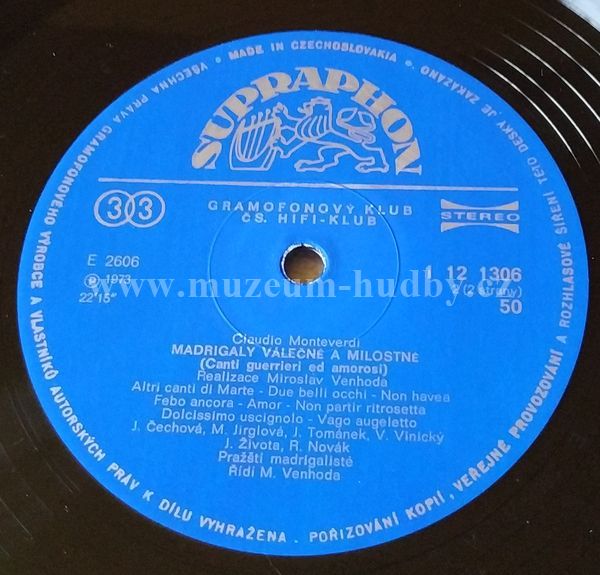 VŠECHNA PRÁVA GRAMOFONOVÉHO VÝROBCE A VLASTNÍKŮ AUTORSKÝCH PRÁV K DÍLU VYHRAŽENA. POŘIZOVÁNÍ KOPIÍ, VEŘEJNÉ PROVOZOVÁNÍ A ROZHLASOVÉ ŠÍŘENÍ TÉTO DESKY JE ZAKÁZÁNO • MADE IN CZECHOSLOVAKIA •
SUPRAPHON
33
GRAMOFONOVÝ KLUB
ČS. HIFI-KLUB
STEREO
E 2606
1 12 1306
Ⓟ 1973
2 (2 strany)
22'15"
50
www.muzeum-hudby.cz
Claudio Monteverdi
MADRIGALY VÁLEČNÉ A MILOSTNÉ
(Canti guerrieri ed amorosi)
Realizace Miroslav Venhoda
Altri canti di Marte - Due belli occhi - Non havea
Febo ancora - Amor - Non partir ritrosetta
Dolcissimo uscignolo - Vago augeletto
J. Čechová, M. Jirglová, J. Tománek, V. Vinický
J. Života, R. Novák
Pražští madrigalisté
Řídí M. Venhoda